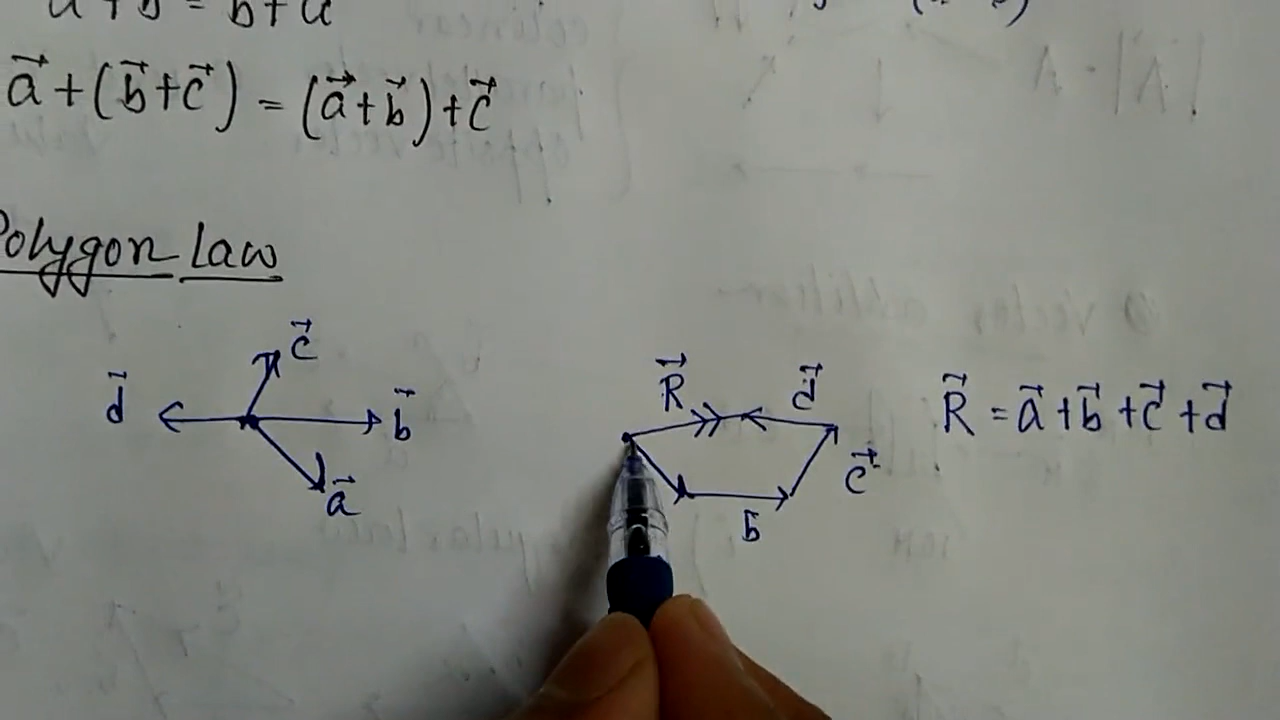 a + b = b + a
a⃗ + (b⃗ + c⃗) = (a⃗ + b⃗) + c⃗
Polygon Law
c⃗
d⃗
b⃗
a⃗
R⃗
d⃗
c⃗
b⃗
R⃗ = a⃗ + b⃗ + c⃗ + d⃗